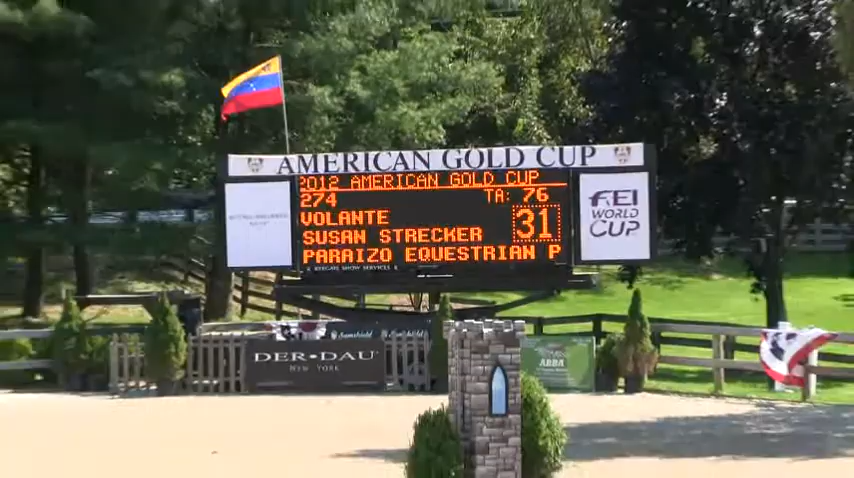 AMERICAN GOLD CUP
2012 AMERICAN GOLD CUP
274 TA: 76
VOLANTE
31
SUSAN STRECKER
PARAIZO EQUESTRIAN P
FEI
WORLD
CUP
DER•DAU
NEW YORK